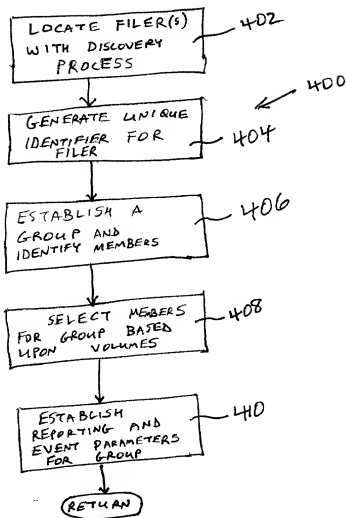 LOCATE FILER(S)
WITH DISCOVERY
PROCESS
402
400
GENERATE UNIQUE
IDENTIFIER FOR
FILER
404
ESTABLISH A
GROUP AND
IDENTIFY MEMBERS
406
SELECT MEMBERS
FOR GROUP BASED
UPON VOLUMES
408
ESTABLISH
REPORTING AND
EVENT PARAMETERS
FOR GROUP
410
RETURN